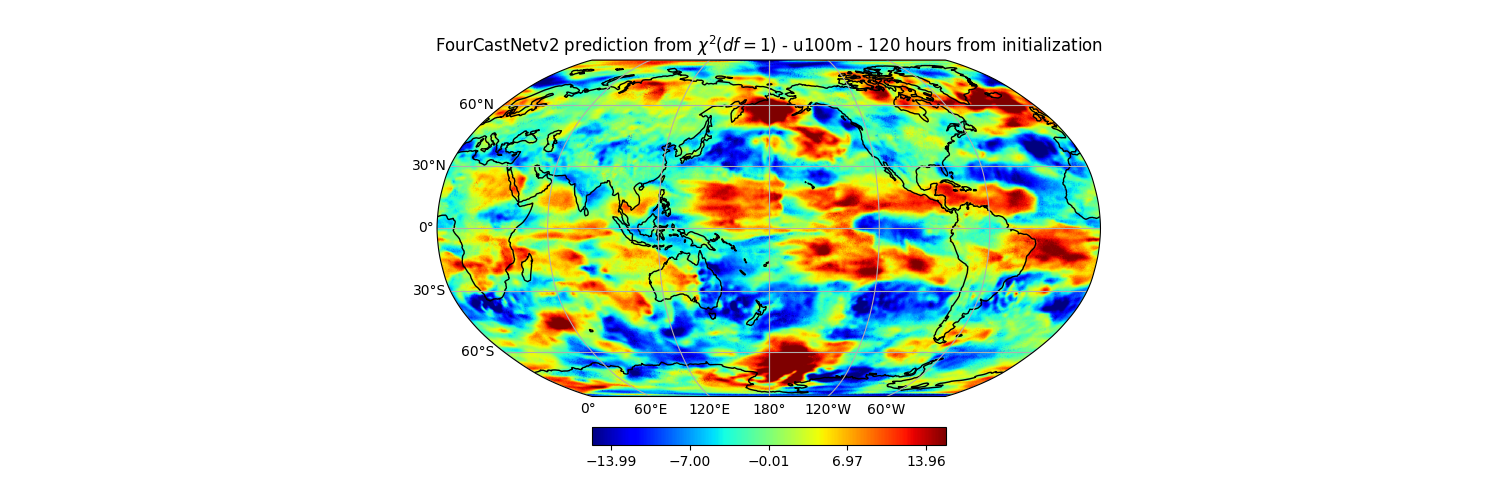 FourCastNetv2 prediction from χ²(df = 1) - u100m - 120 hours from initialization
60°N
30°N
0°
30°S
60°S
0° 60°E 120°E 180° 120°W 60°W
−13.99 −7.00 −0.01 6.97 13.96